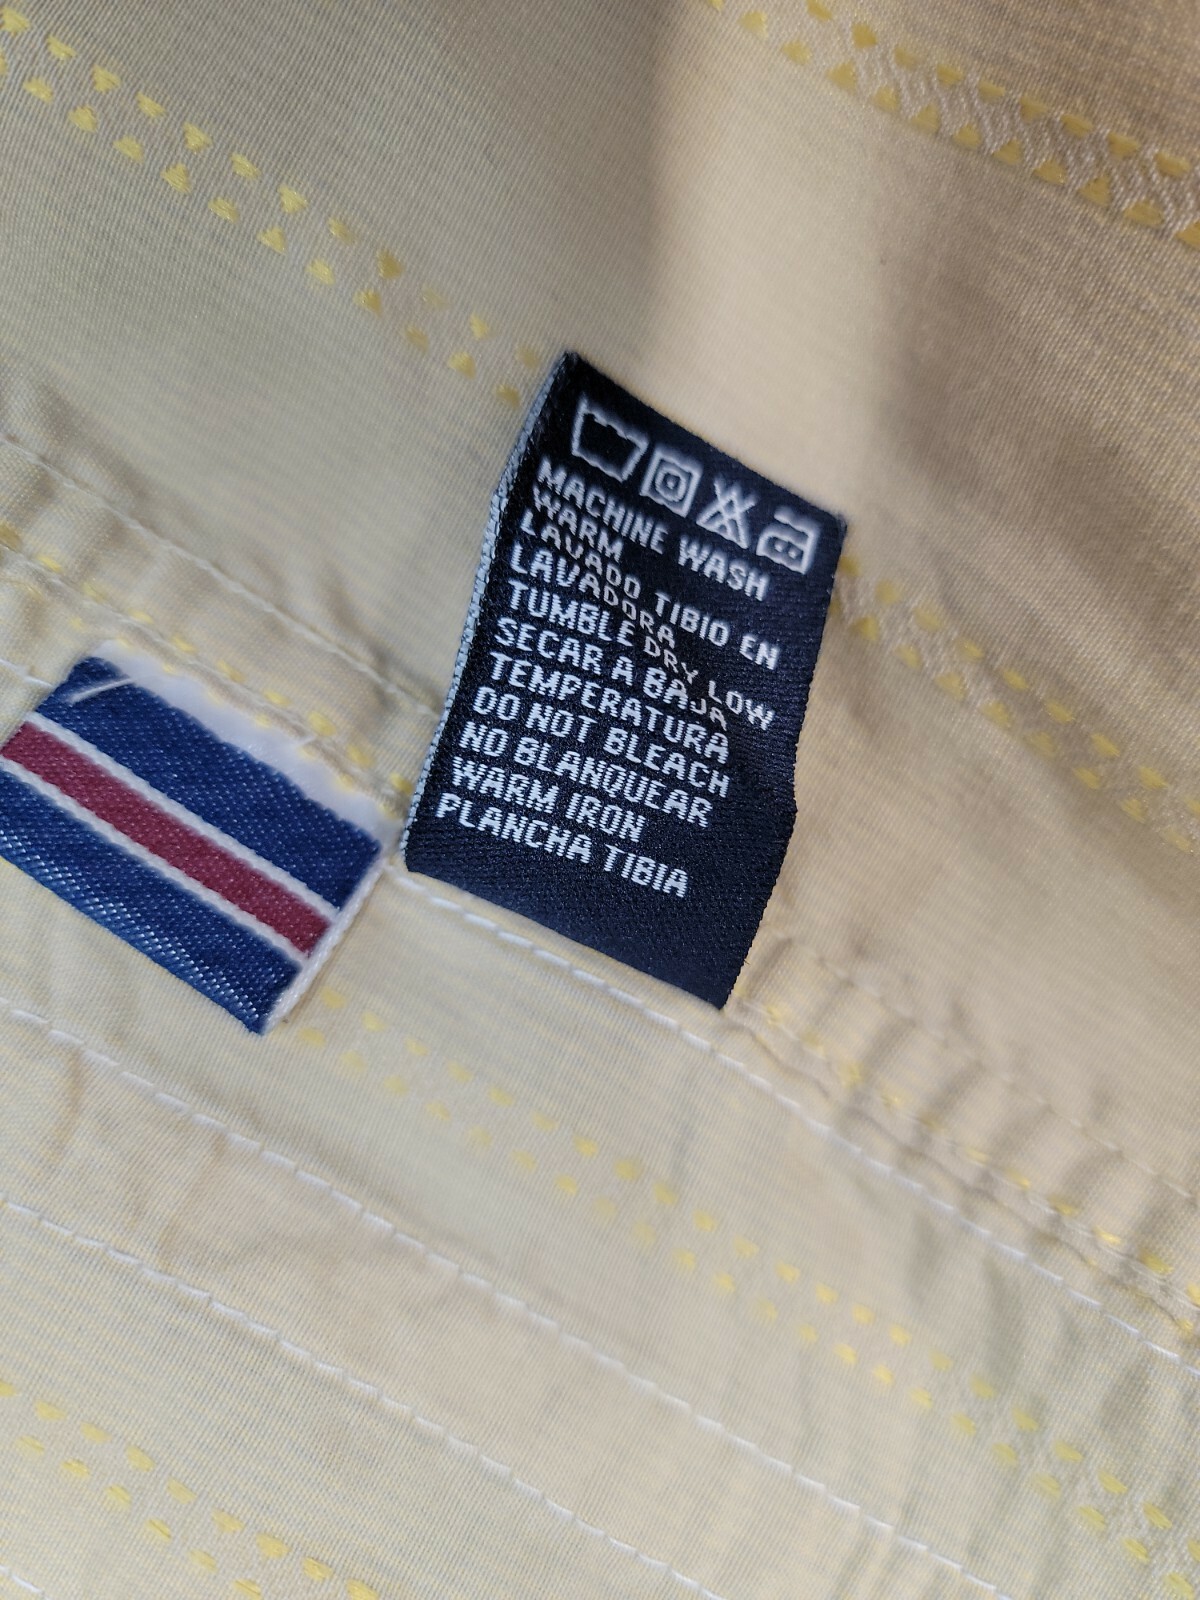 MACHINE WASH
WARM
LAVADO TIBIO EN
LAVADORA
TUMBLE DRY LOW
SECAR A BAJA
TEMPERATURA
DO NOT BLEACH
NO BLANQUEAR
WARM IRON
PLANCHA TIBIA